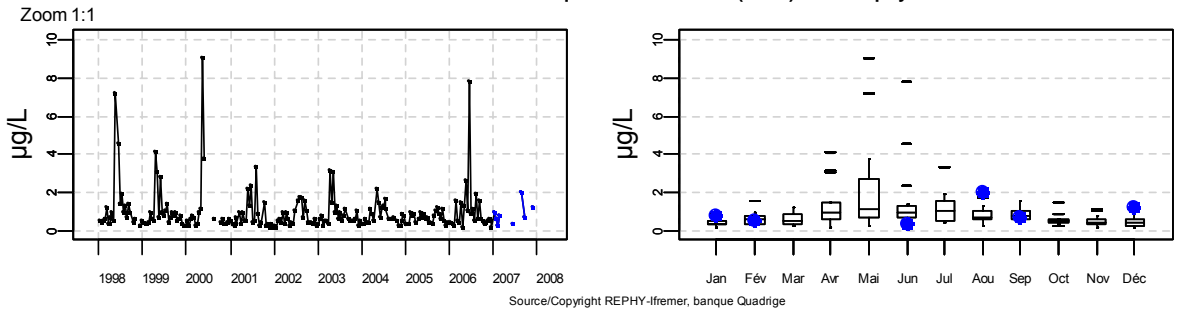 Zoom 1:1
µg/L
0 2 4 6 8 10
1998 1999 2000 2001 2002 2003 2004 2005 2006 2007 2008
µg/L
0 2 4 6 8 10
Jan Fév Mar Avr Mai Jun Jul Aou Sep Oct Nov Déc
Source/Copyright REPHY-Ifremer, banque Quadrige